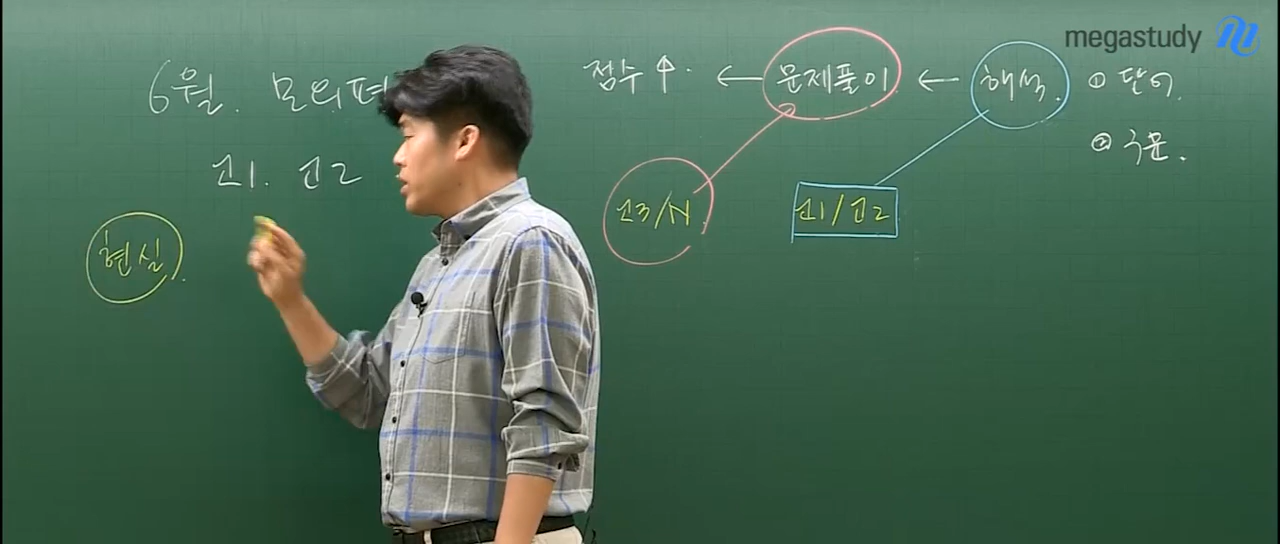 megastudy
6월. 모의평
고1. 고2
현실.
점수↑. ← 문제풀이 ← 해석. ① 단어.
② 구문.
고3/N
고1/고2